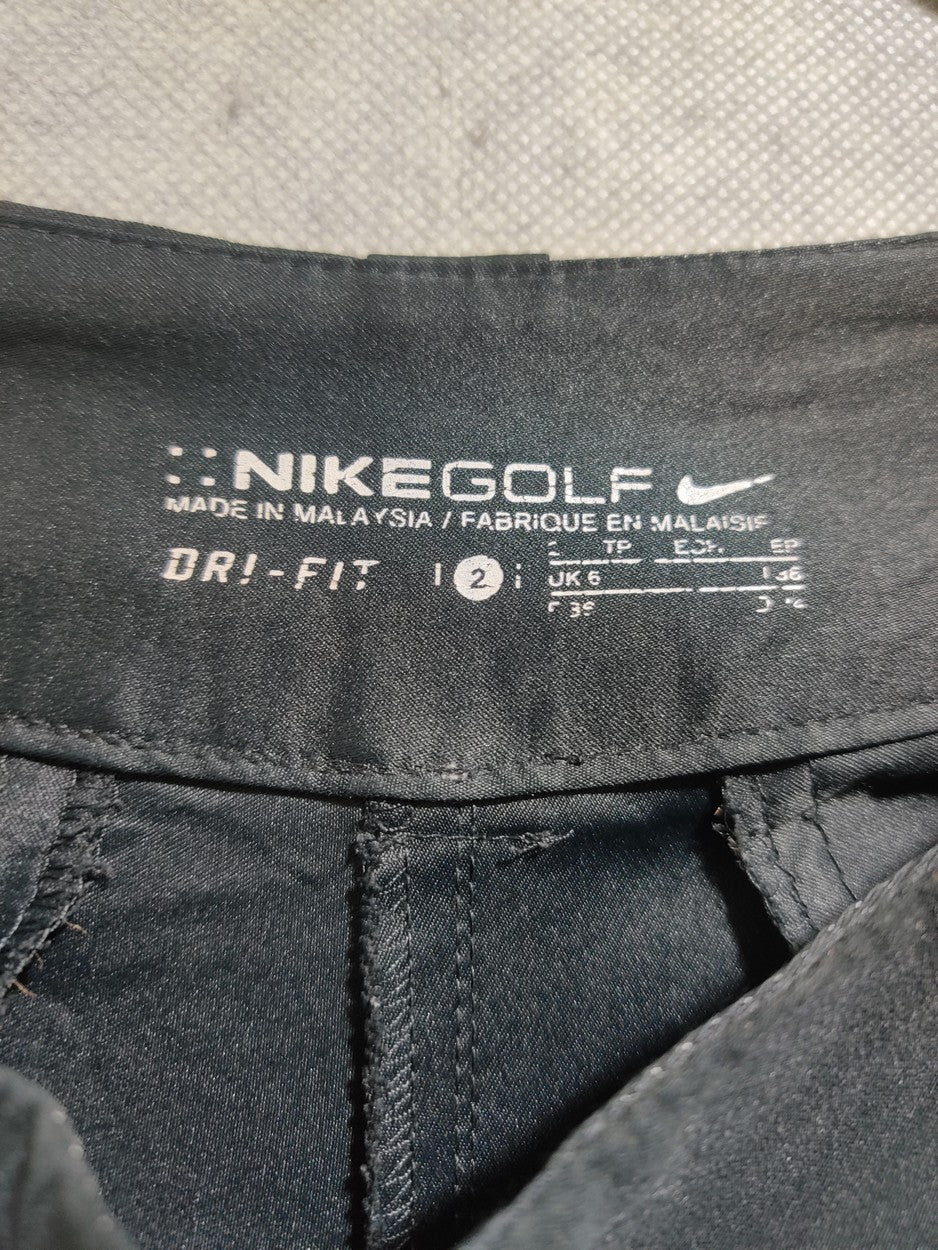 NIKEGOLF
MADE IN MALAYSIA / FABRIQUE EN MALAISIE
DRI-FIT 2 TP
UK 6